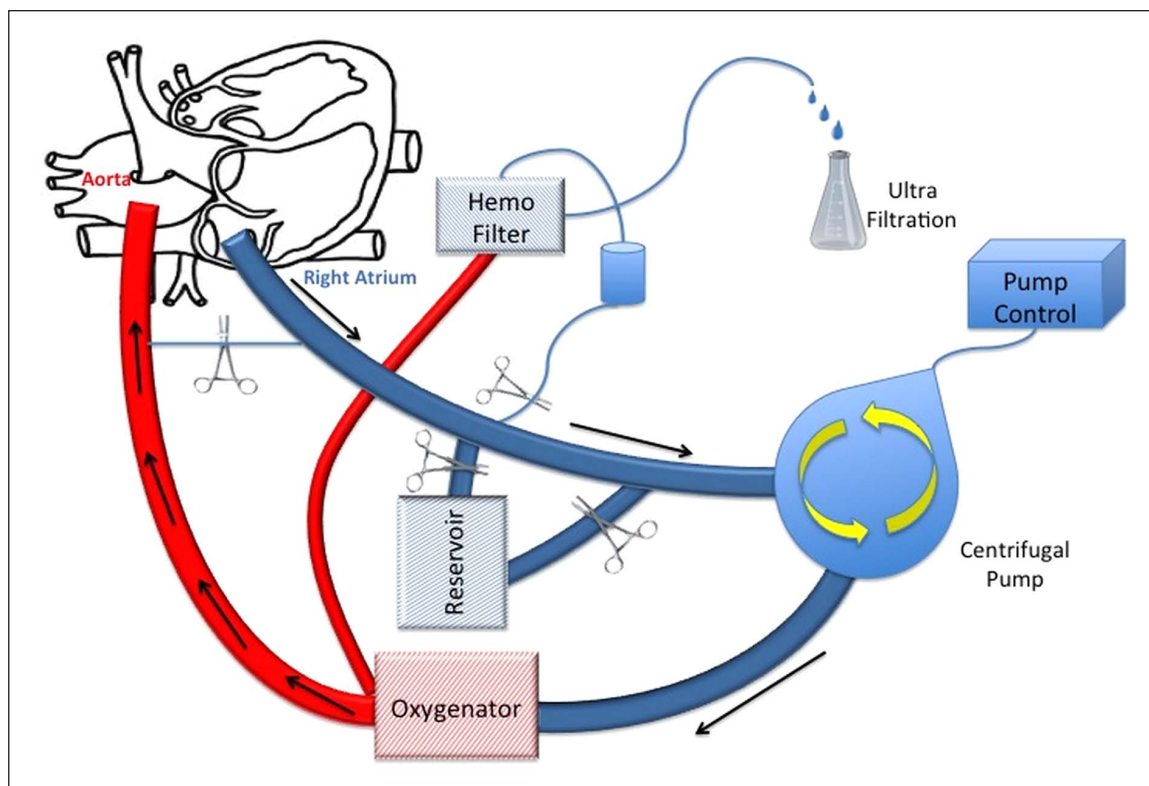 Aorta
Right Atrium
Hemo
Filter
Ultra
Filtration
Pump
Control
Reservoir
Centrifugal
Pump
Oxygenator